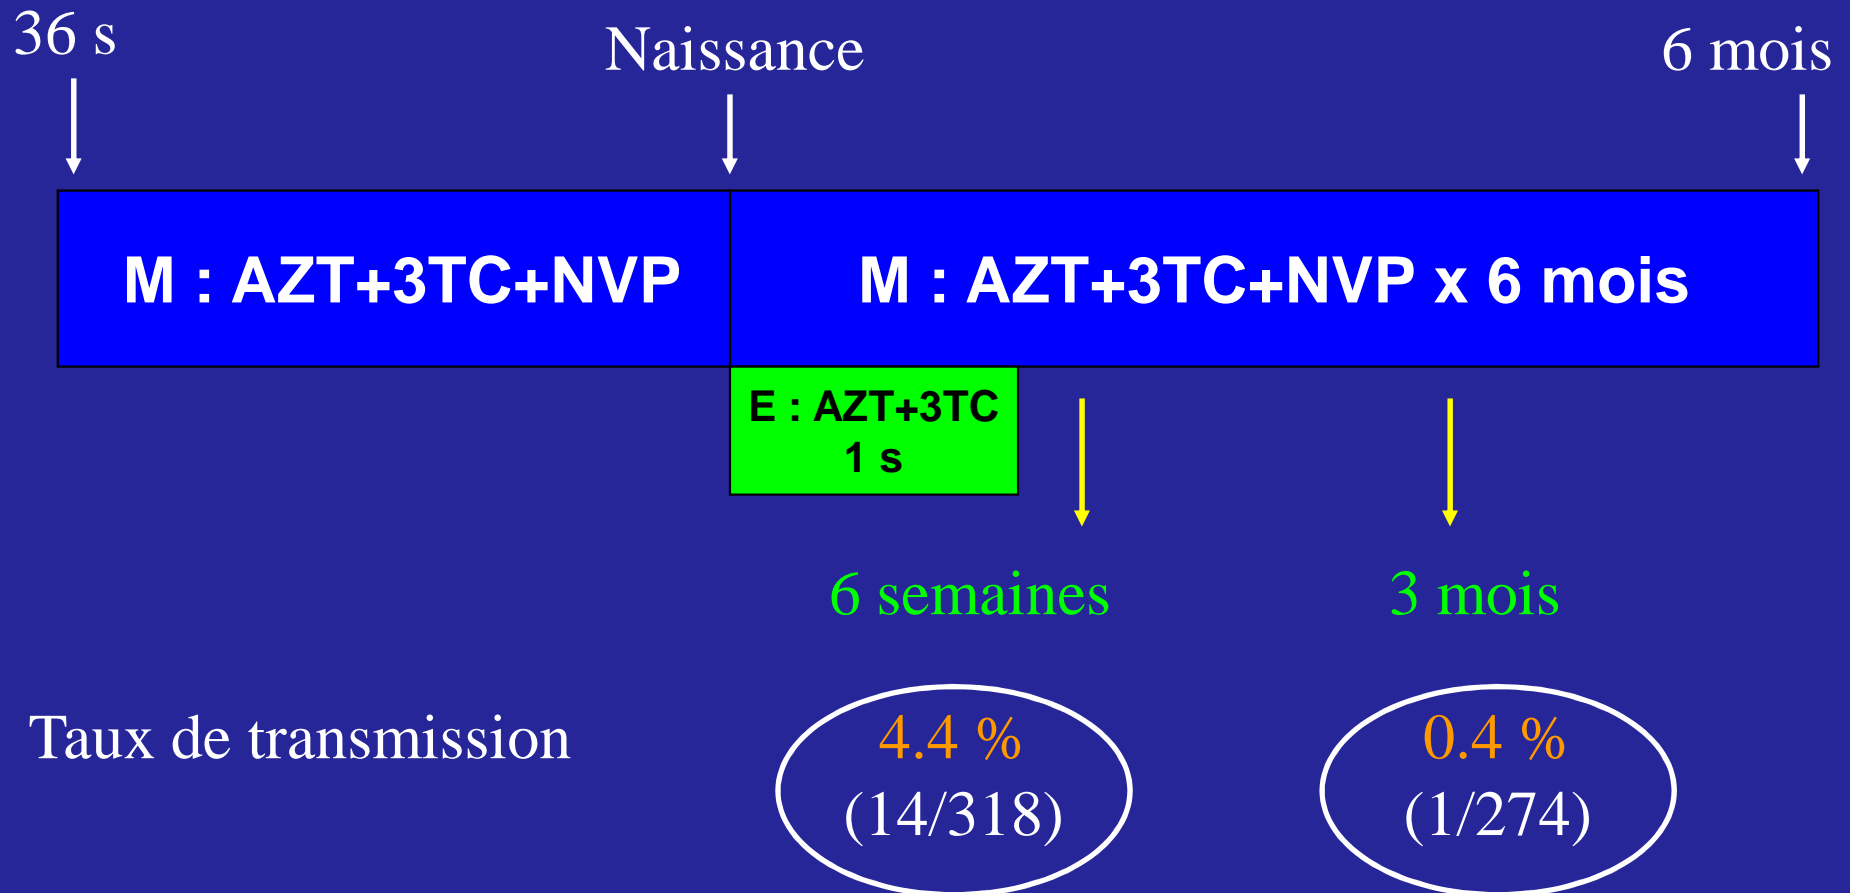 36 s
Naissance
6 mois
M : AZT+3TC+NVP
M : AZT+3TC+NVP x 6 mois
E : AZT+3TC
1 s
6 semaines
3 mois
Taux de transmission
4.4 %
(14/318)
0.4 %
(1/274)